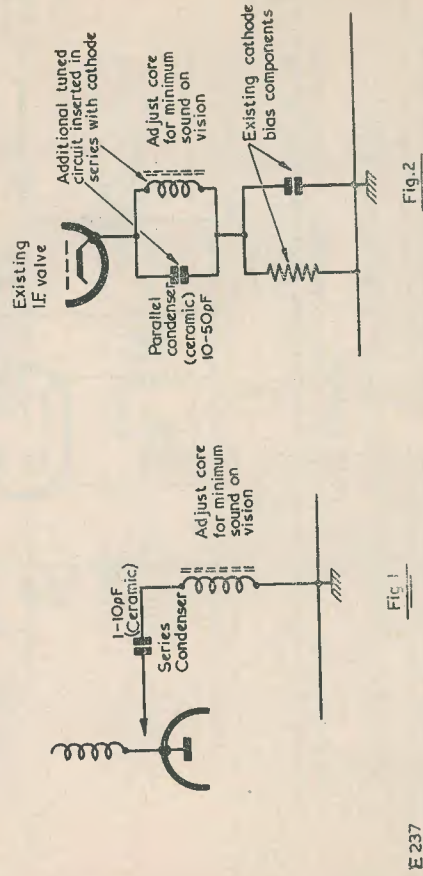 1-10pF
(Ceramic)
Series
Condenser
Adjust core
for minimum
sound on
vision
Fig 1
Existing
I.F. valve
Additional tuned
circuit inserted in
series with cathode
Parallel
condenser
(ceramic)
10-50pF
Adjust core
for minimum
sound on
vision
Existing cathode
bias components
Fig.2
E 237